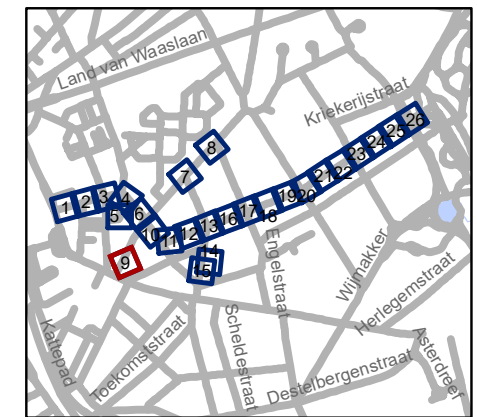 Land van Waaslaan
Kriekerijstraat
1
2
3
4
5
6
7
8
9
10
11
12
13
14
15
16
17
18
19
20
21
22
23
24
25
26
Engelstraat
Wijmakker
Herlegemstraat
Kattepad
Toekomststraat
Scheldestraat
Destelbergenstraat
Asterdreef